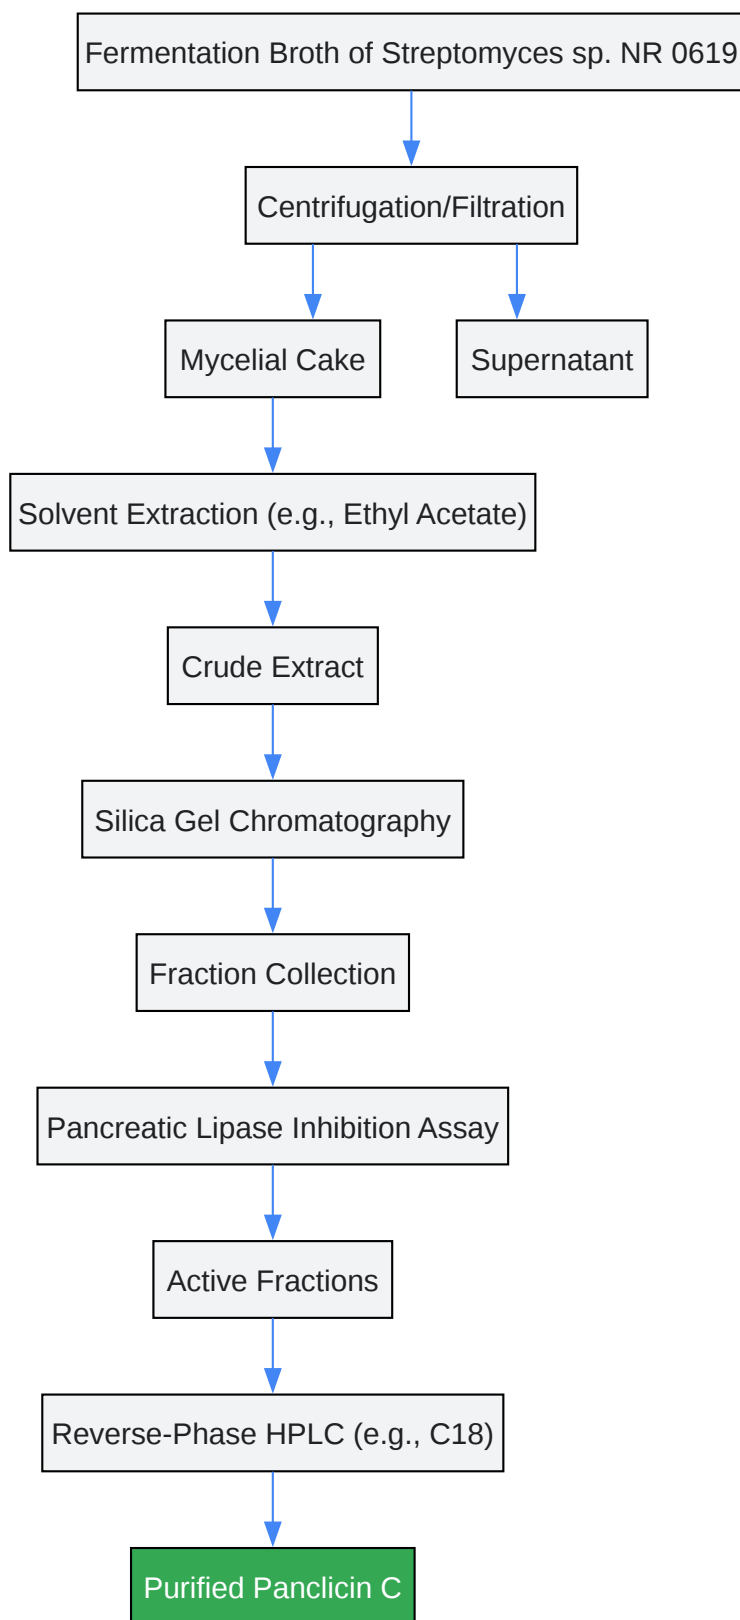 Fermentation Broth of Streptomyces sp. NR 0619
Centrifugation/Filtration
Mycelial Cake
Supernatant
Solvent Extraction (e.g., Ethyl Acetate)
Crude Extract
Silica Gel Chromatography
Fraction Collection
Pancreatic Lipase Inhibition Assay
Active Fractions
Reverse-Phase HPLC (e.g., C18)
Purified Panclicin C